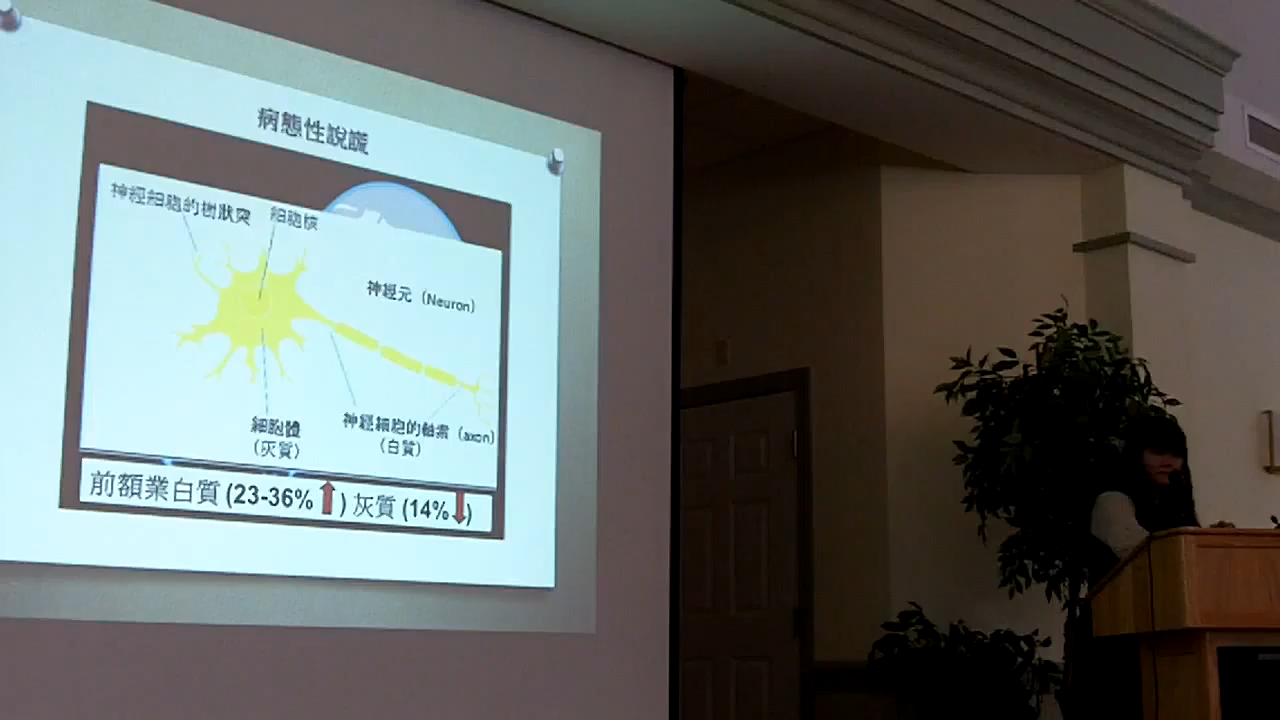 病態性說謊
神經細胞的樹狀突
細胞核
神經元（Neuron）
細胞體
（灰質）
神經細胞的軸索（axon）
（白質）
前額業白質 (23-36% ↑) 灰質 (14%↓)